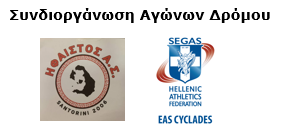 Συνδιοργάνωση Αγώνων Δρόμου
ΗΦΑΙΣΤΟΣ Α.Σ.
SANTORINI 2006
SEGAS
HELLENIC
ATHLETICS
FEDERATION
EAS CYCLADES